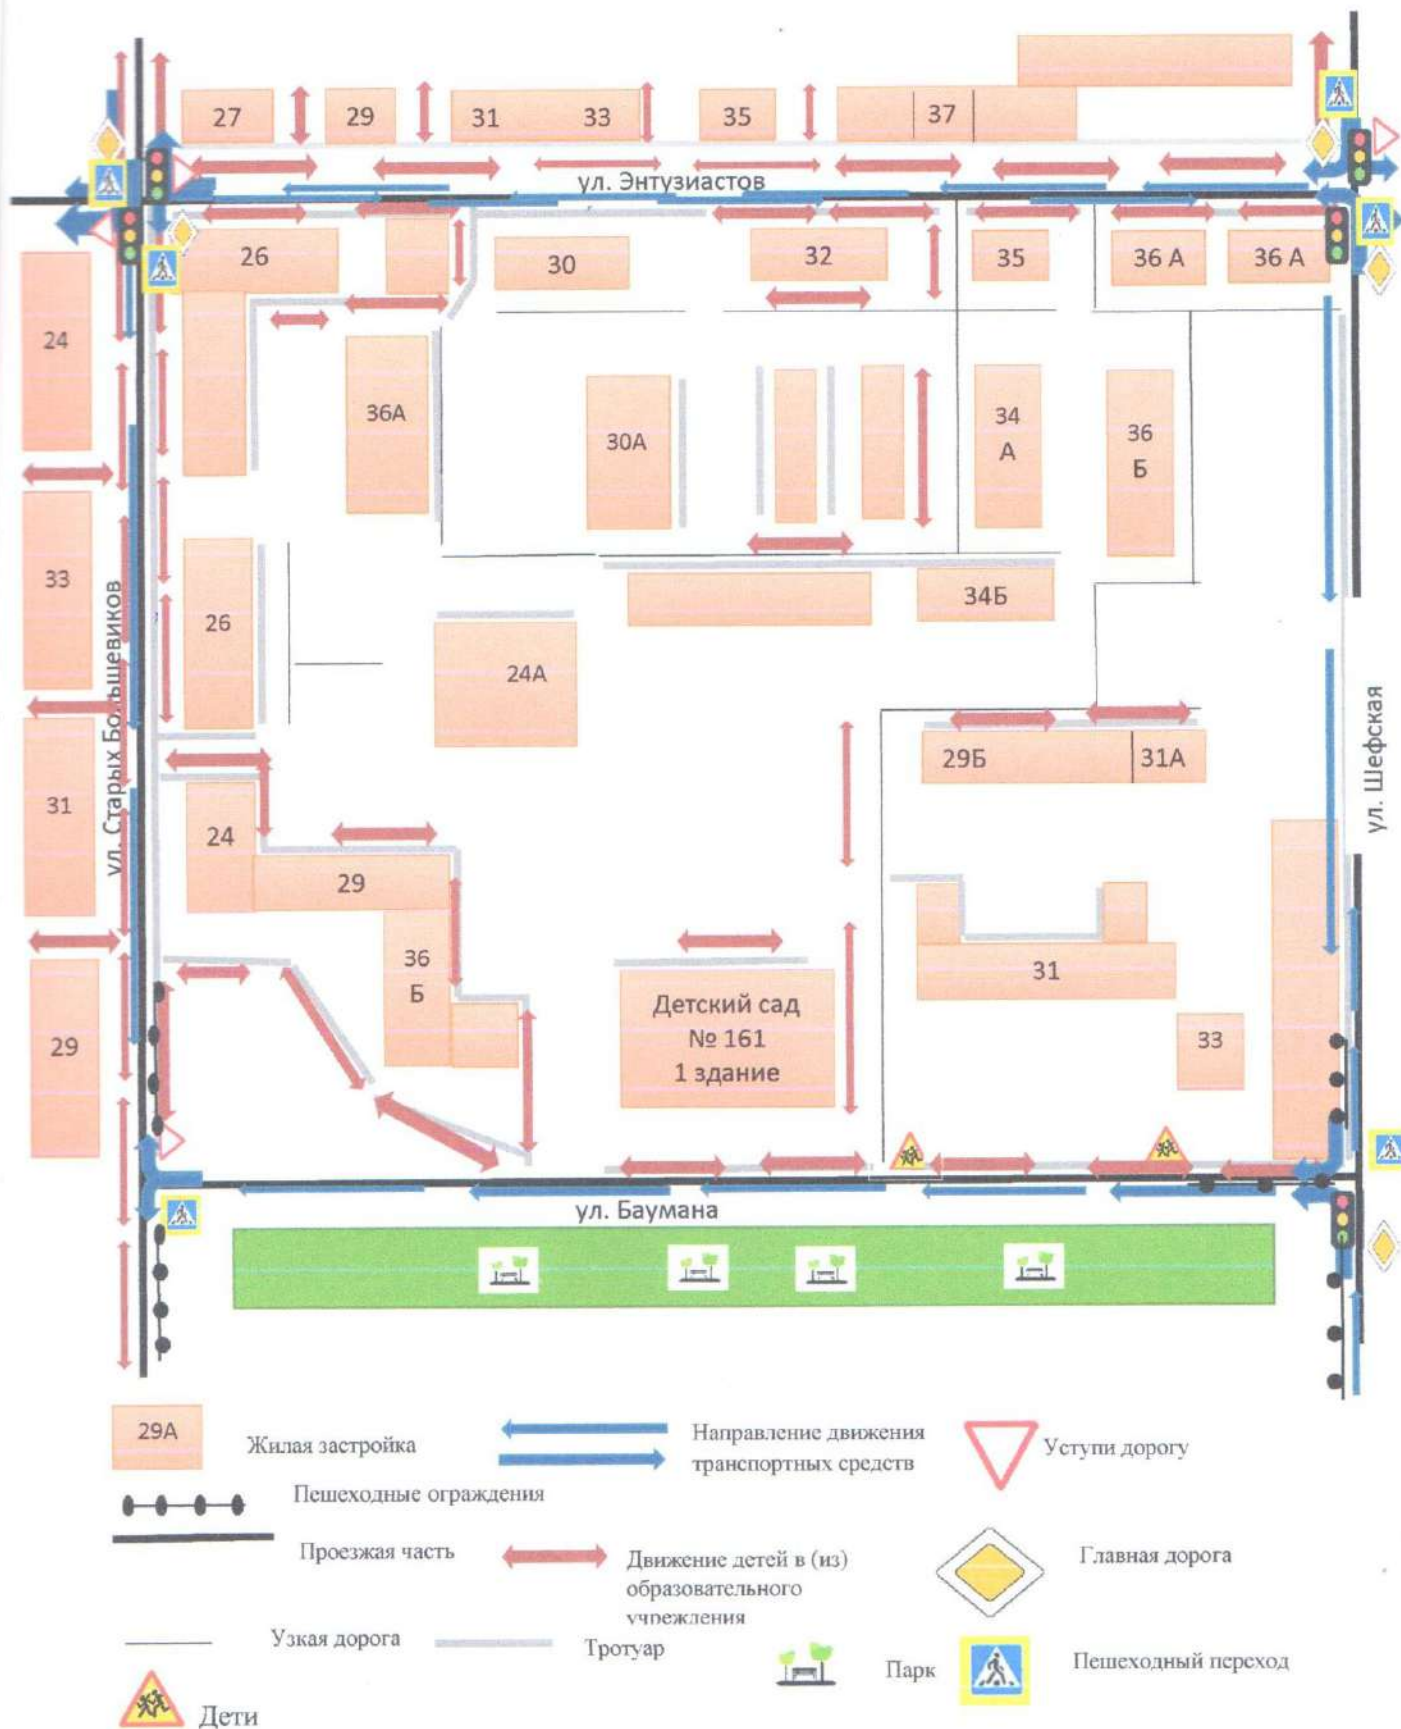 27
29
31
33
35
37
ул. Энтузиастов
26
30
32
35
36 А
36 А
24
36А
30А
34
А
36
Б
33
26
34Б
24А
ул. Старых Большевиков
ул. Шефская
29Б
31А
31
24
29
36
Б
31
Детский сад
№ 161
1 здание
29
33
ул. Баумана
29А
Жилая застройка
Направление движения
транспортных средств
Уступи дорогу
Пешеходные ограждения
Проезжая часть
Движение детей в (из)
образовательного
учреждения
Главная дорога
Узкая дорога
Тротуар
Парк
Пешеходный переход
Дети